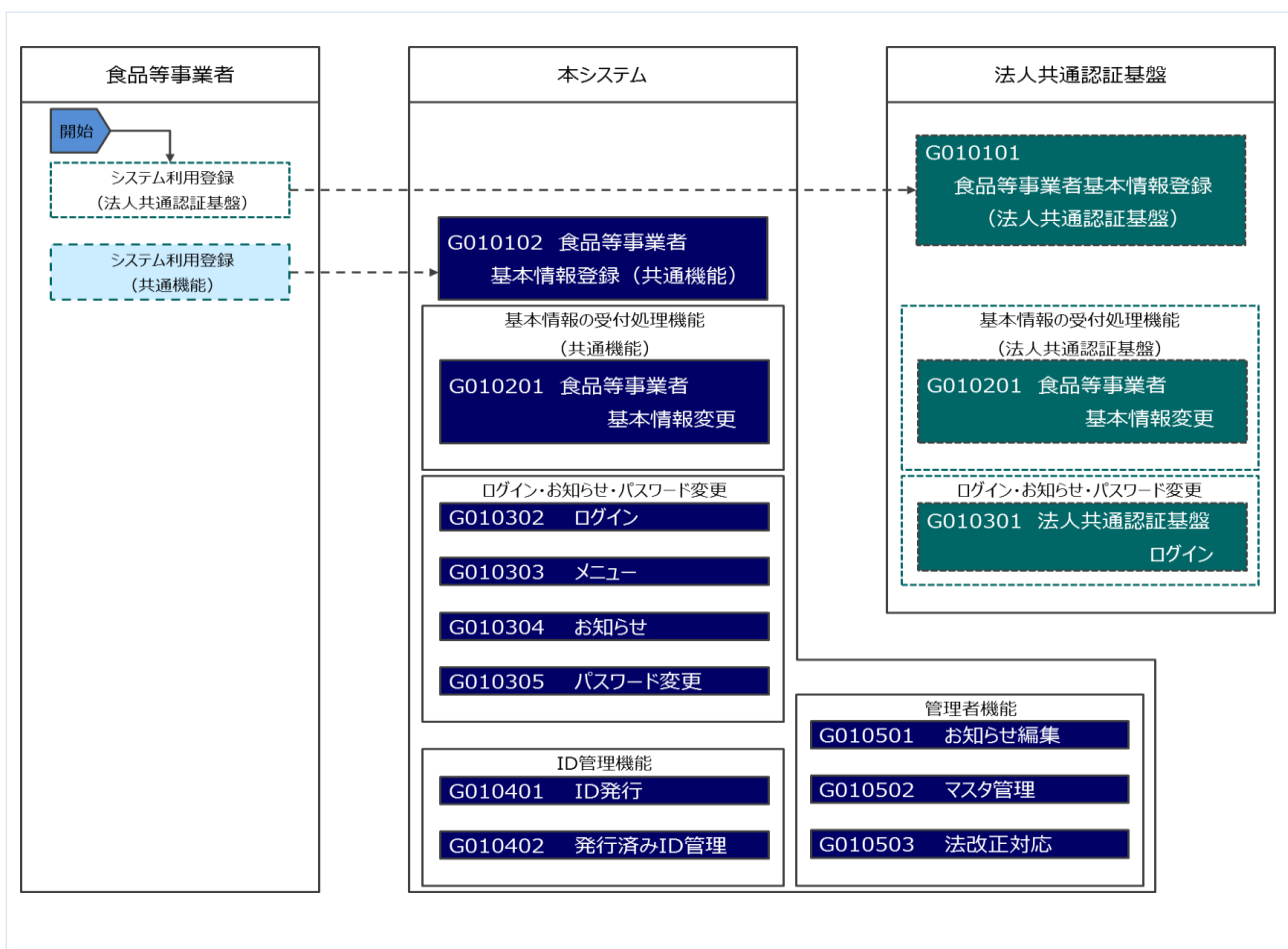 食品等事業者
開始
システム利用登録
（法人共通認証基盤）
システム利用登録
（共通機能）
本システム
G010102 食品等事業者
基本情報登録（共通機能）
基本情報の受付処理機能
（共通機能）
G010201 食品等事業者
基本情報変更
ログイン・お知らせ・パスワード変更
G010302 ログイン
G010303 メニュー
G010304 お知らせ
G010305 パスワード変更
ID管理機能
G010401 ID発行
G010402 発行済みID管理
管理者機能
G010501 お知らせ編集
G010502 マスタ管理
G010503 法改正対応
法人共通認証基盤
G010101
食品等事業者基本情報登録
（法人共通認証基盤）
基本情報の受付処理機能
（法人共通認証基盤）
G010201 食品等事業者
基本情報変更
ログイン・お知らせ・パスワード変更
G010301 法人共通認証基盤
ログイン